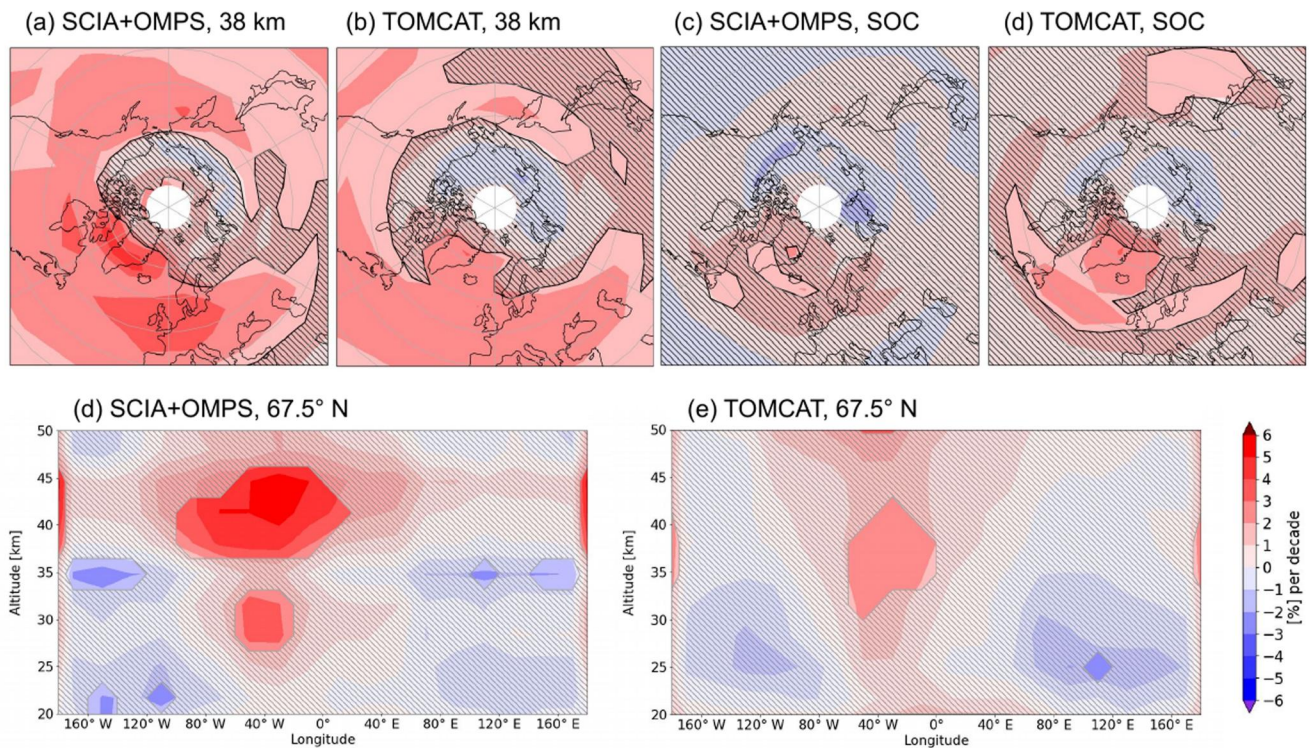 (a) SCIA+OMPS, 38 km
(b) TOMCAT, 38 km
(c) SCIA+OMPS, SOC
(d) TOMCAT, SOC
(d) SCIA+OMPS, 67.5° N
50
45
40
35
30
25
20
Altitude [km]
160° W 120° W 80° W 40° W 0° 40° E 80° E 120° E 160° E
Longitude
(e) TOMCAT, 67.5° N
50
45
40
35
30
25
20
Altitude [km]
160° W 120° W 80° W 40° W 0° 40° E 80° E 120° E 160° E
Longitude
6
5
4
3
2
1
0
−1
−2
−3
−4
−5
−6
[%] per decade